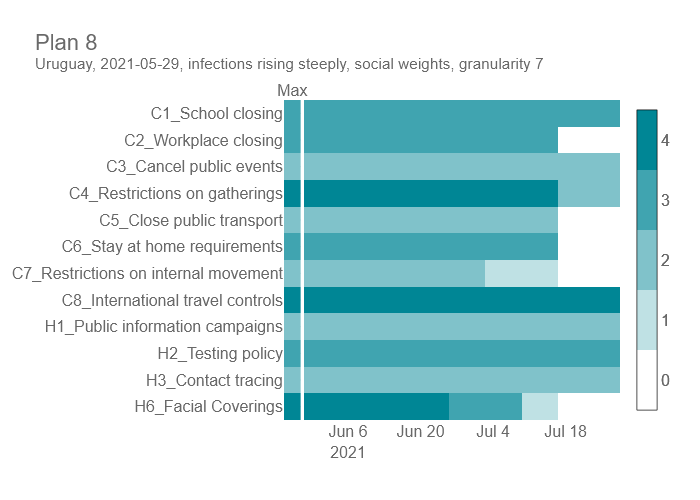 Plan 8
Uruguay, 2021-05-29, infections rising steeply, social weights, granularity 7
Max
C1_School closing
C2_Workplace closing
C3_Cancel public events
C4_Restrictions on gatherings
C5_Close public transport
C6_Stay at home requirements
C7_Restrictions on internal movement
C8_International travel controls
H1_Public information campaigns
H2_Testing policy
H3_Contact tracing
H6_Facial Coverings
Jun 6 Jun 20 Jul 4 Jul 18
2021
4
3
2
1
0